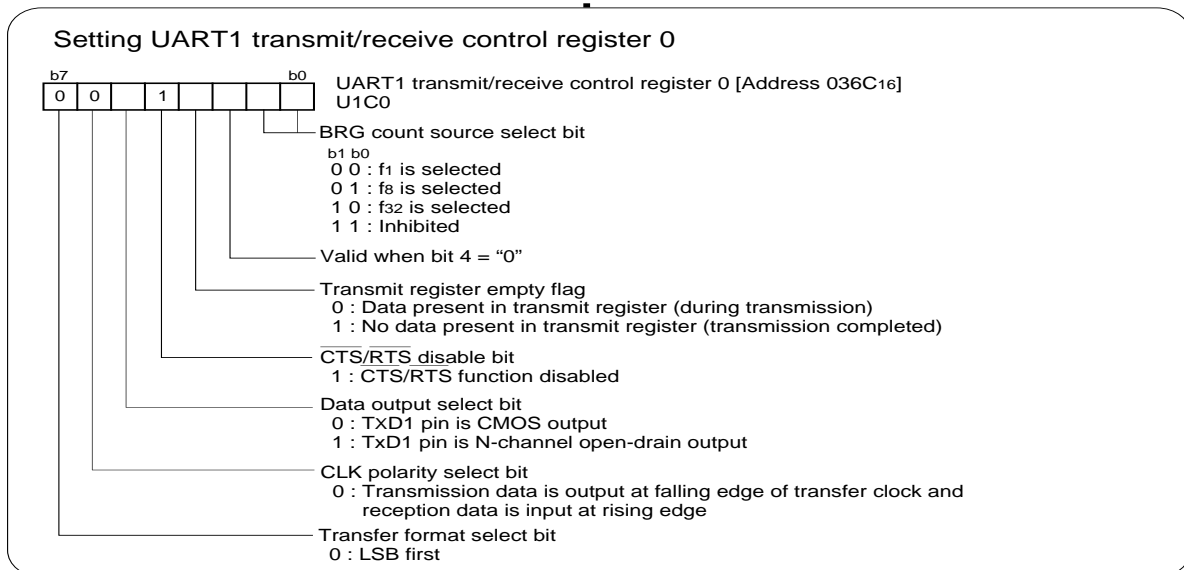 Setting UART1 transmit/receive control register 0
b7 b0
0 0 1
UART1 transmit/receive control register 0 [Address 036C16]
U1C0
BRG count source select bit
b1 b0
0 0 : f1 is selected
0 1 : f8 is selected
1 0 : f32 is selected
1 1 : Inhibited
Valid when bit 4 = “0”
Transmit register empty flag
0 : Data present in transmit register (during transmission)
1 : No data present in transmit register (transmission completed)
CTS/RTS disable bit
1 : CTS/RTS function disabled
Data output select bit
0 : TXD1 pin is CMOS output
1 : TxD1 pin is N-channel open-drain output
CLK polarity select bit
0 : Transmission data is output at falling edge of transfer clock and
reception data is input at rising edge
Transfer format select bit
0 : LSB first